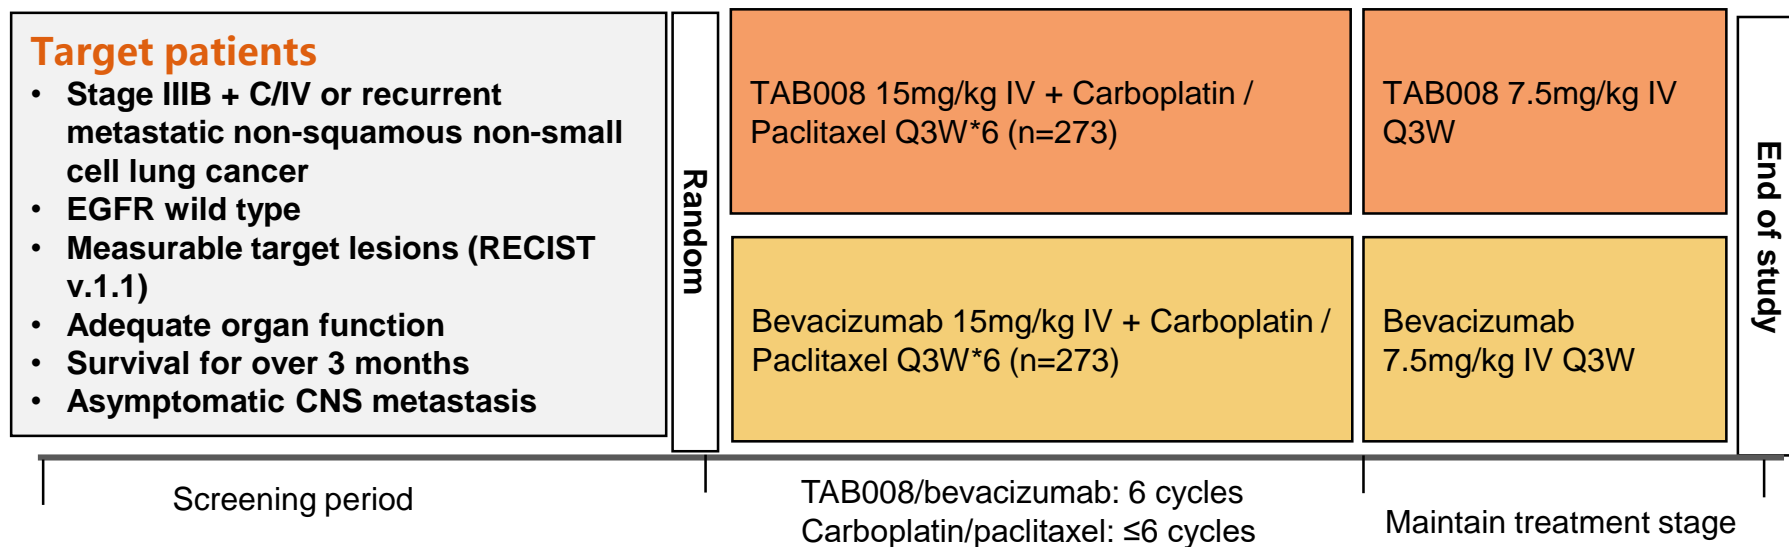 Target patients
• Stage IIIB + C/IV or recurrent
metastatic non-squamous non-small
cell lung cancer
• EGFR wild type
• Measurable target lesions (RECIST
v.1.1)
• Adequate organ function
• Survival for over 3 months
• Asymptomatic CNS metastasis
Random
TAB008 15mg/kg IV + Carboplatin /
Paclitaxel Q3W*6 (n=273)
TAB008 7.5mg/kg IV
Q3W
Bevacizumab 15mg/kg IV + Carboplatin /
Paclitaxel Q3W*6 (n=273)
Bevacizumab
7.5mg/kg IV Q3W
End of study
Screening period
TAB008/bevacizumab: 6 cycles
Carboplatin/paclitaxel: ≤6 cycles
Maintain treatment stage